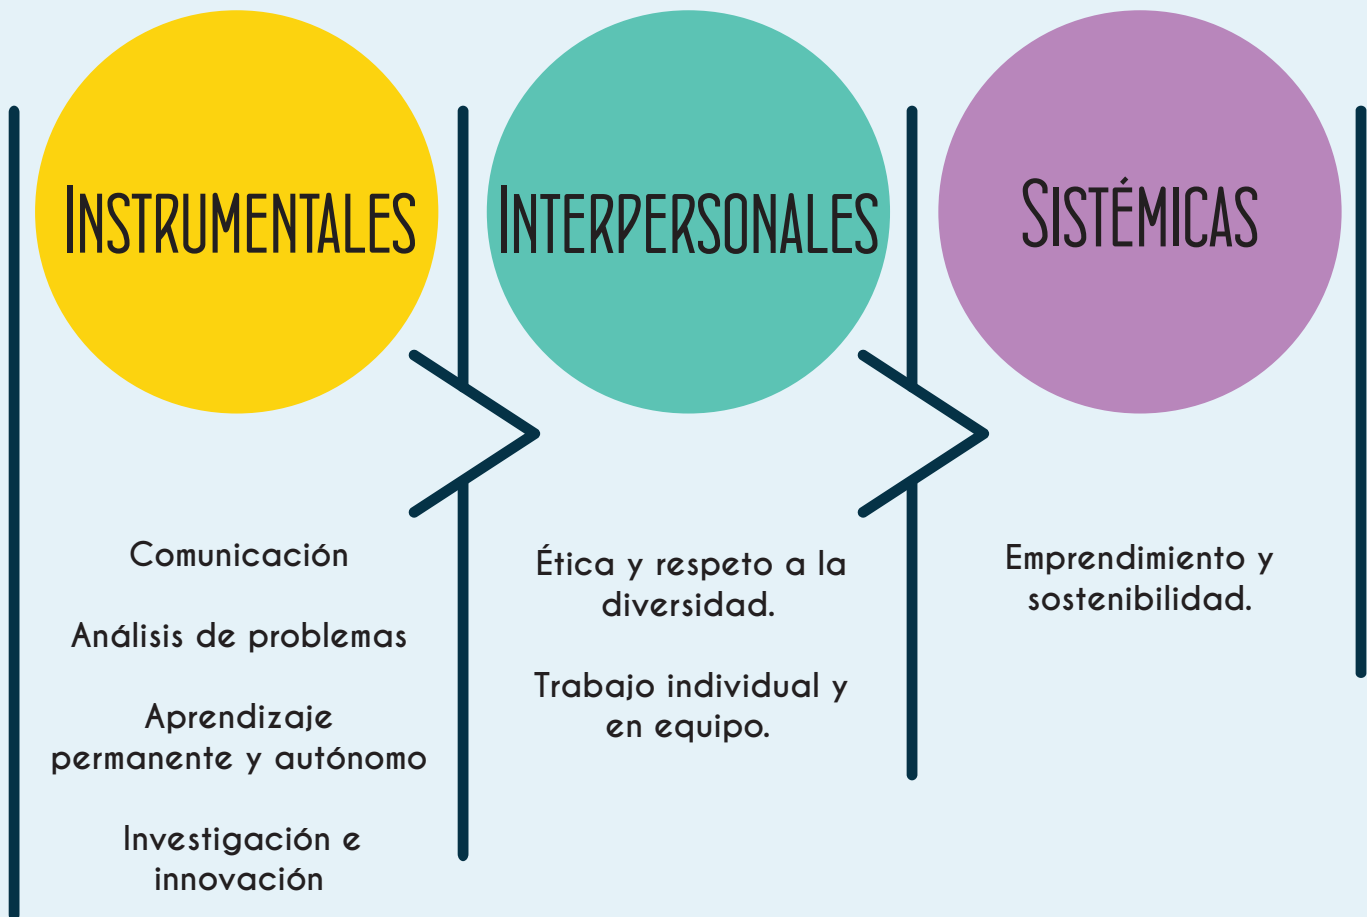 INSTRUMENTALES
Comunicación
Análisis de problemas
Aprendizaje
permanente y autónomo
Investigación e
innovación
INTERPERSONALES
Ética y respeto a la
diversidad.
Trabajo individual y
en equipo.
SISTÉMICAS
Emprendimiento y
sostenibilidad.